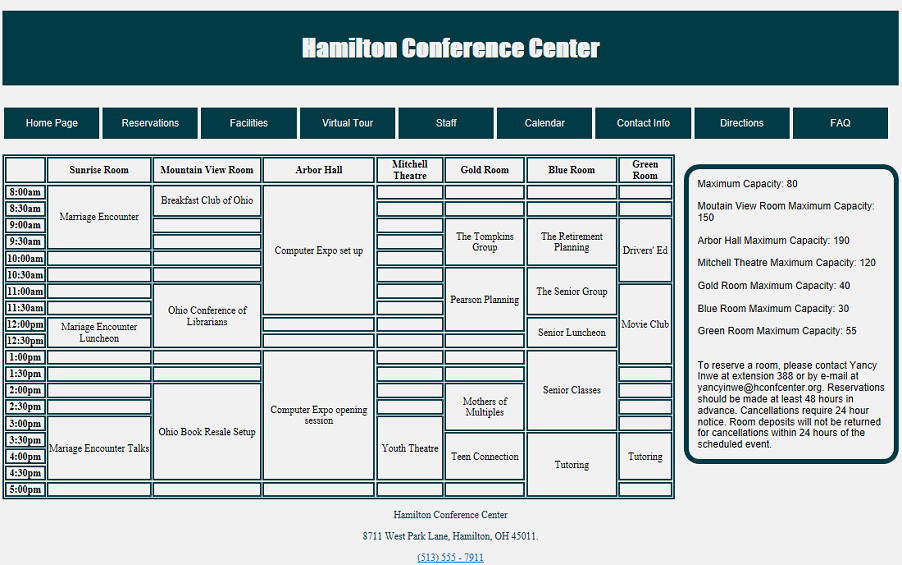 Hamilton Conference Center
Home Page
Reservations
Facilities
Virtual Tour
Staff
Calendar
Contact Info
Directions
FAQ
Sunrise Room
Mountain View Room
Arbor Hall
Mitchell
Theatre
Gold Room
Blue Room
Green
Room
8:00am
Marriage Encounter
Breakfast Club of Ohio
Computer Expo set up
8:30am
9:00am
The Tompkins
Group
The Retirement
Planning
Drivers' Ed
9:30am
10:00am
10:30am
Pearson Planning
The Senior Group
11:00am
Ohio Conference of
Librarians
Movie Club
11:30am
12:00pm
Mariage Encounter
Luncheon
Senior Luncheon
12:30pm
1:00pm
Computer Expo opening
session
Senior Classes
1:30pm
2:00pm
Ohio Book Resale Setup
Mothers of
Multiples
2:30pm
3:00pm
Mariage Encounter Talks
Youth Theatre
3:30pm
Teen Connection
Tutoring
Tutoring
4:00pm
4:30pm
5:00pm
Maximum Capacity: 80
Moutain View Room Maximum Capacity:
150
Arbor Hall Maximum Capacity: 190
Mitchell Theatre Maximum Capacity: 120
Gold Room Maximum Capacity: 40
Blue Room Maximum Capacity: 30
Green Room Maximum Capacity: 55
To reserve a room, please contact Yancy
Inwe at extension 388 or by e-mail at
yancyinwe@hconfcenter.org. Reservations
should be made at least 48 hours in
advance. Cancellations require 24 hour
notice. Room deposits will not be returned
for cancellations within 24 hours of the
scheduled event.
Hamilton Conference Center
8711 West Park Lane, Hamilton, OH 45011.
(513) 555 - 7911